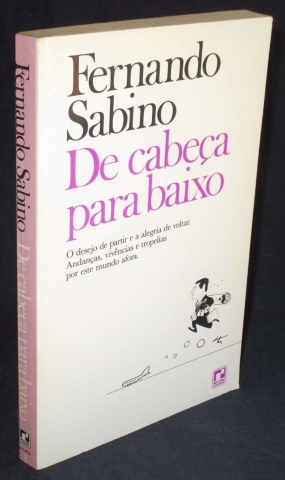 Fernando
Sabino
De cabeça
para baixo
O desejo de partir e a alegria de voltar.
Andanças, vivências e tropelias
por este mundo afora.
Fernando Sabino De cabeça para baixo